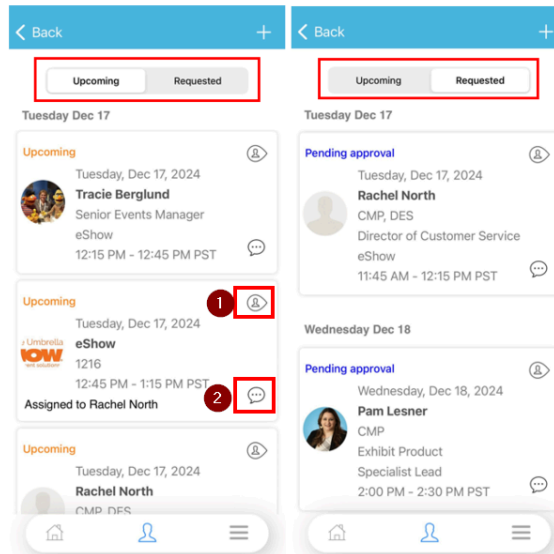 Back
Upcoming Requested
Tuesday Dec 17
Upcoming
Tuesday, Dec 17, 2024
Tracie Berglund
Senior Events Manager
eShow
12:15 PM - 12:45 PM PST
Upcoming
1
Tuesday, Dec 17, 2024
Umbrella
eShow
1216
12:45 PM - 1:15 PM PST
Assigned to Rachel North
2
Upcoming
Tuesday, Dec 17, 2024
Rachel North
CMP, DES
Back
Upcoming Requested
Tuesday Dec 17
Pending approval
Tuesday, Dec 17, 2024
Rachel North
CMP, DES
Director of Customer Service
eShow
11:45 AM - 12:15 PM PST
Wednesday Dec 18
Pending approval
Wednesday, Dec 18, 2024
Pam Lesner
CMP
Exhibit Product
Specialist Lead
2:00 PM - 2:30 PM PST